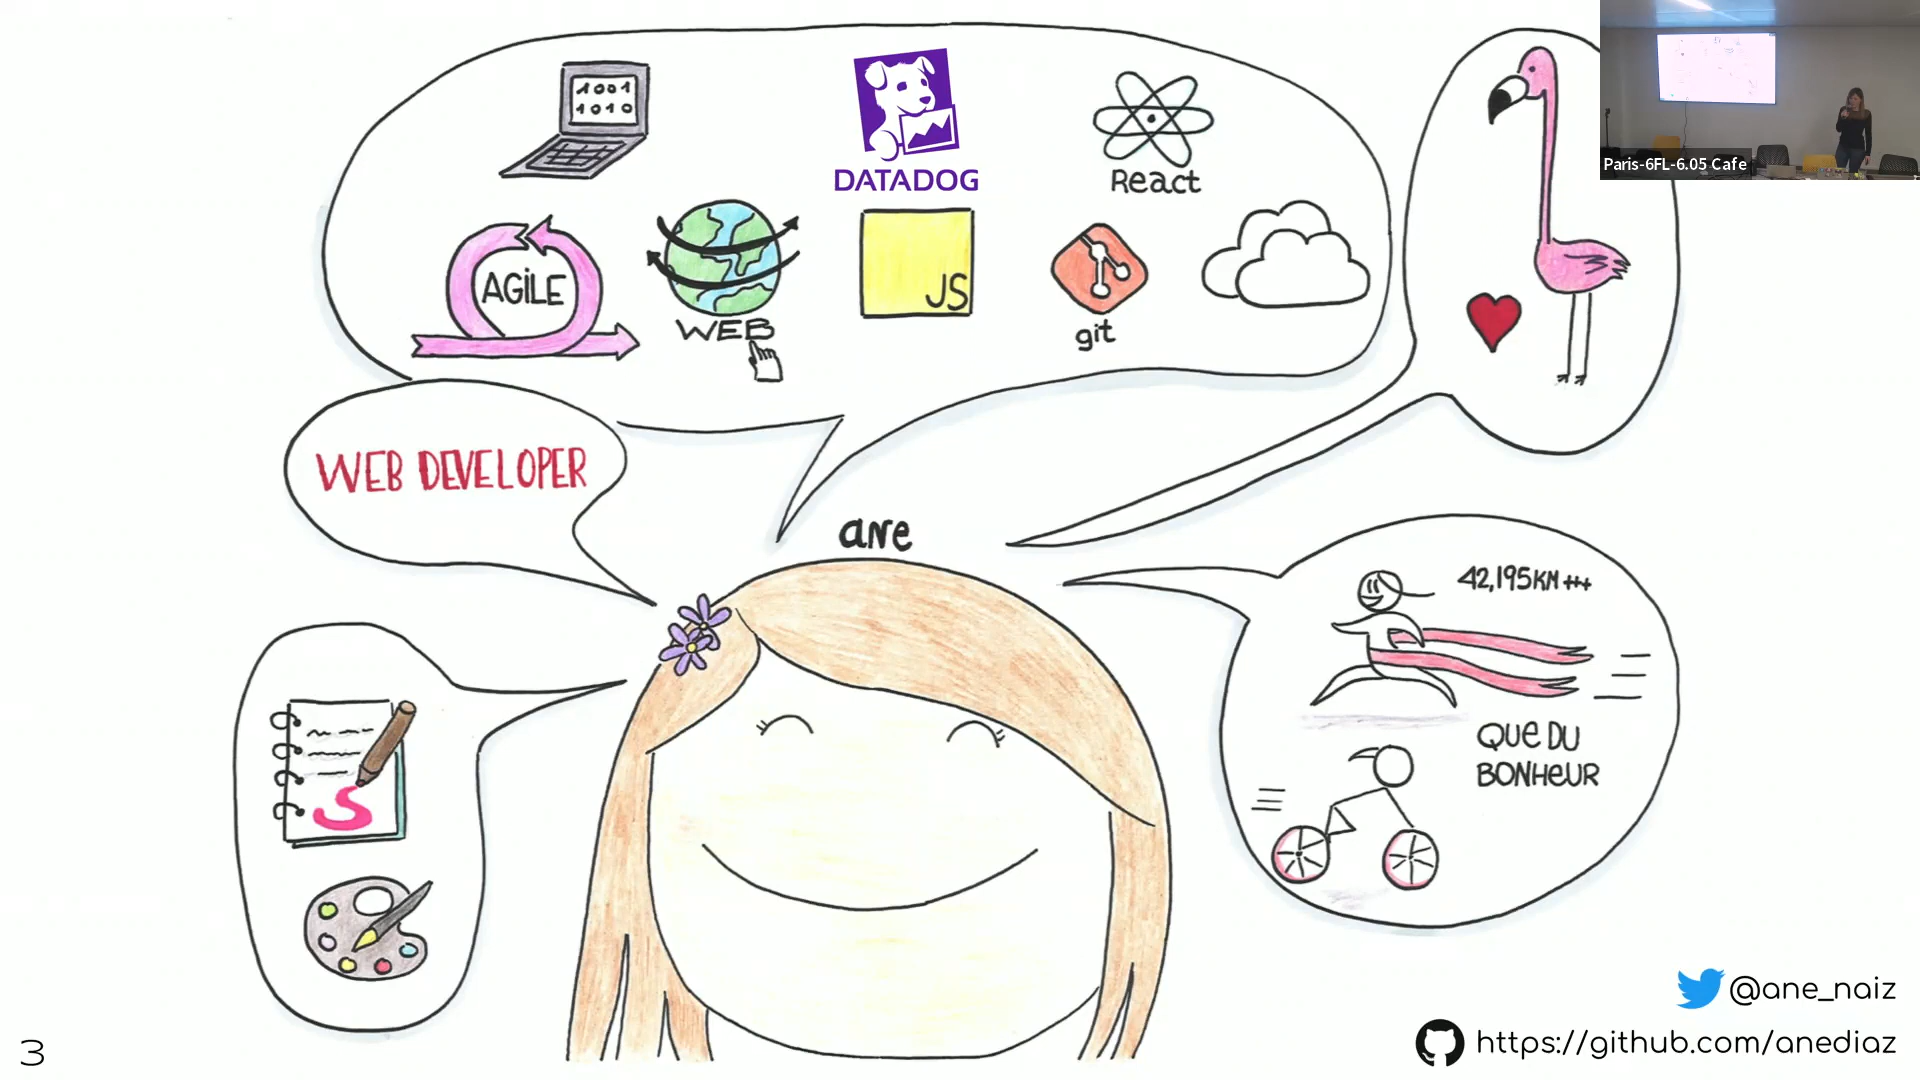 1001
1010
DATADOG
React
Paris-6FL-6.05 Cafe
AGiLE
WEB
JS
git
WEB DEVELOPER
aNe
42,195KM +++
QUE DU
BONHEUR
S
@ane_naiz
https://github.com/anediaz
3